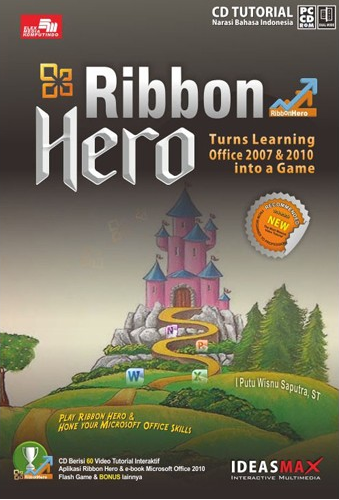 ELEX
MEDIA
KOMPUTINDO
CD TUTORIAL
Narasi Bahasa Indonesia
PC
CD
ROM
Ribbon
RibbonHero
Hero
Turns Learning
Office 2007 & 2010
into a Game
RECOMMENDED
NEW
N
P
W
X
I Putu Wisnu Saputra, ST
PLAY RIBBON HERO &
HONE YOUR MICROSOFT OFFICE SKILLS
RibbonHero
CD Berisi 60 Video Tutorial Interaktif
Aplikasi Ribbon Hero & e-book Microsoft Office 2010
Flash Game & BONUS lainnya
IDEASMAX
INTERACTIVE MULTIMEDIA